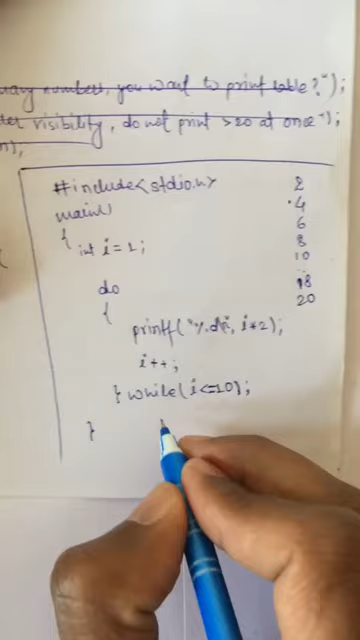 many numbers, you want to print table?");
ter visibility, do not print >20 at once");
n);
#include<stdio.h>
main()
{
int i=1;
do
{
printf("%d\n", i*2);
i++;
} while(i<=10);
}
2
4
6
8
10
18
20